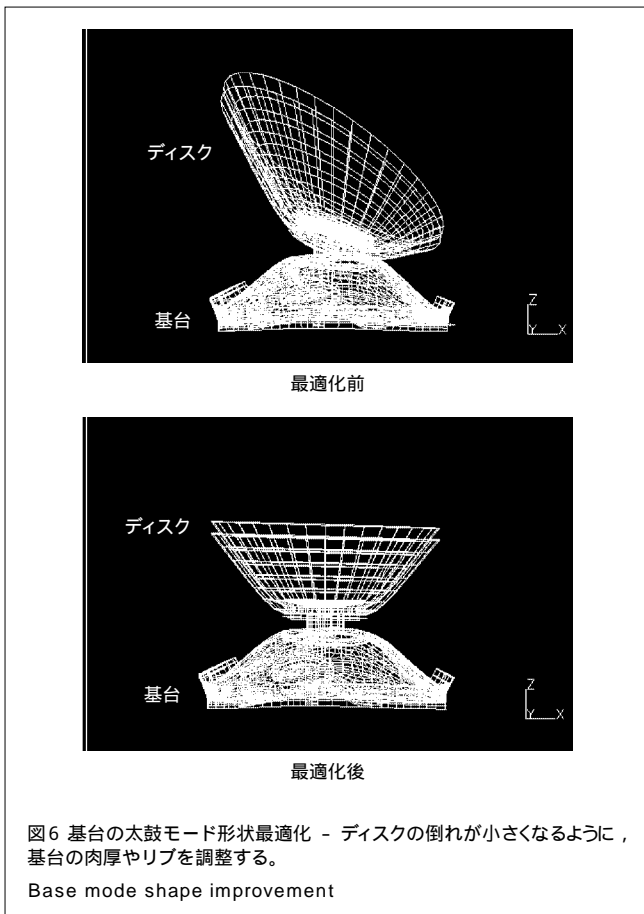 ディスク
基台
Z
Y X
最適化前
ディスク
基台
Z
Y X
最適化後
図6 基台の太鼓モード形状最適化 - ディスクの倒れが小さくなるように，
基台の肉厚やリブを調整する。
Base mode shape improvement